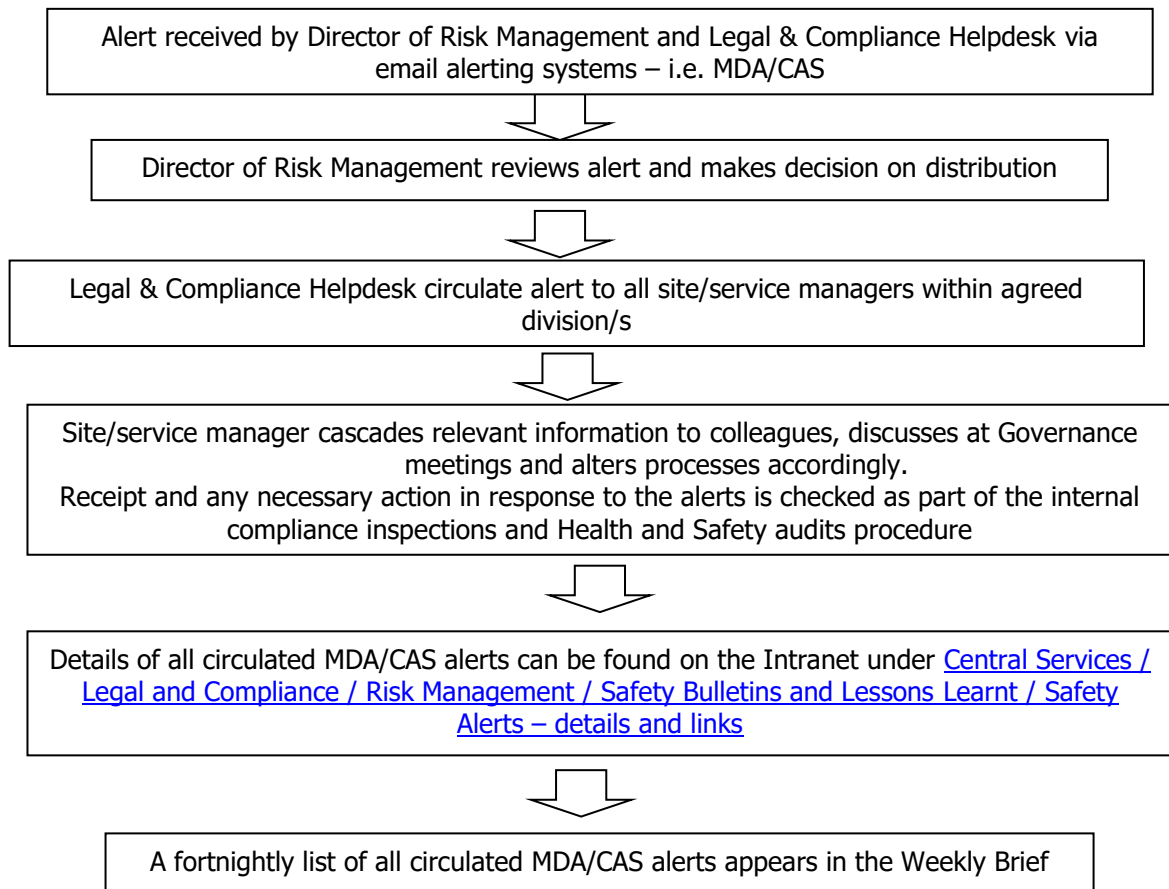 Alert received by Director of Risk Management and Legal & Compliance Helpdesk via
email alerting systems – i.e. MDA/CAS
Director of Risk Management reviews alert and makes decision on distribution
Legal & Compliance Helpdesk circulate alert to all site/service managers within agreed
division/s
Site/service manager cascades relevant information to colleagues, discusses at Governance
meetings and alters processes accordingly.
Receipt and any necessary action in response to the alerts is checked as part of the internal
compliance inspections and Health and Safety audits procedure
Details of all circulated MDA/CAS alerts can be found on the Intranet under Central Services /
Legal and Compliance / Risk Management / Safety Bulletins and Lessons Learnt / Safety
Alerts – details and links
A fortnightly list of all circulated MDA/CAS alerts appears in the Weekly Brief